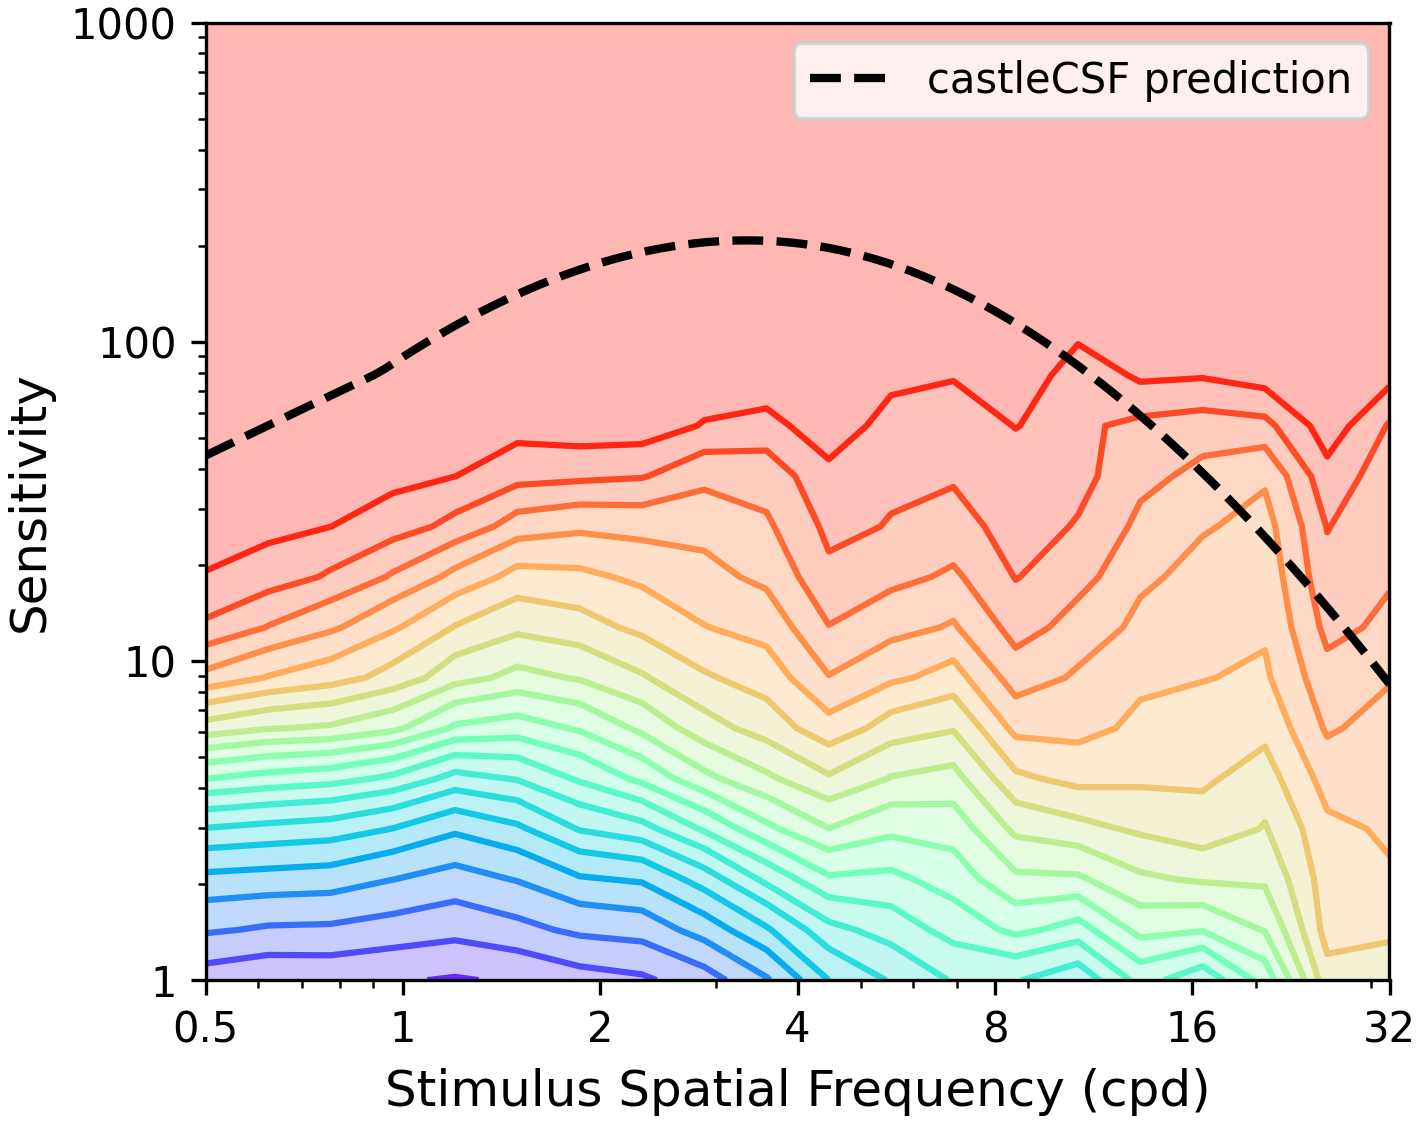 1000
100
10
1
Sensitivity
castleCSF prediction
0.5 1 2 4 8 16 32
Stimulus Spatial Frequency (cpd)